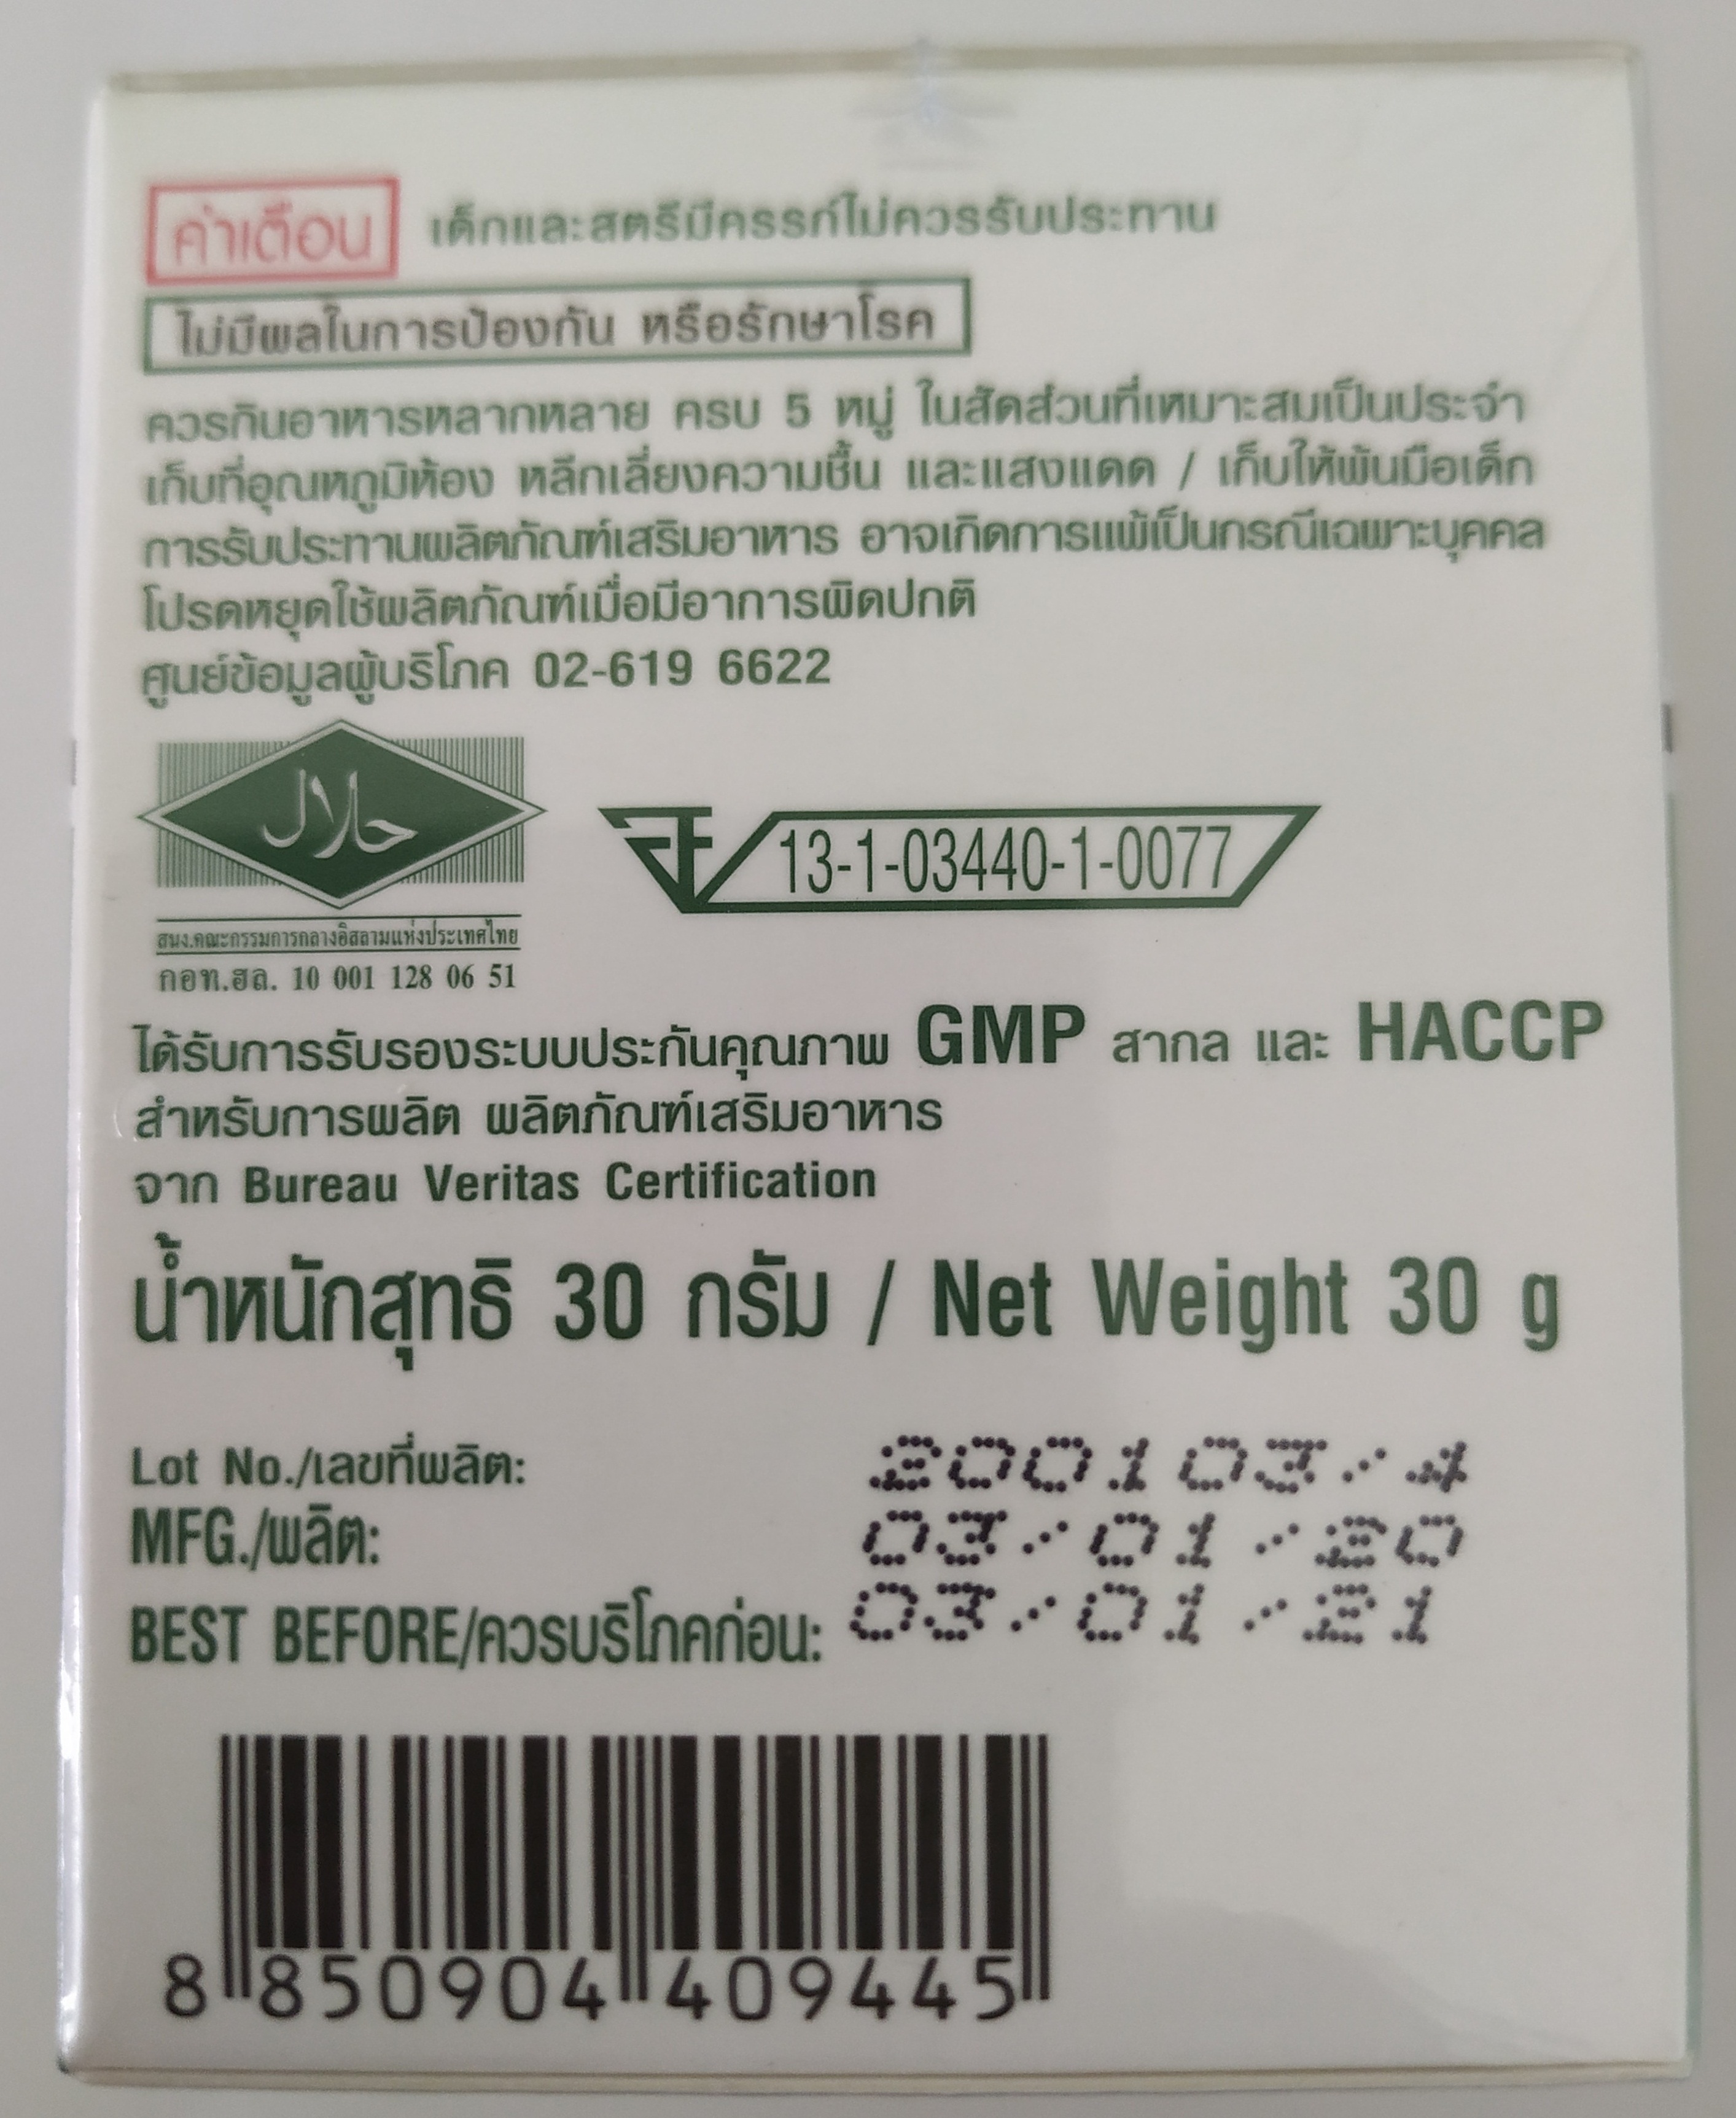 คำเตือน เด็กและสตรีมีครรภ์ไม่ควรรับประทาน
ไม่มีผลในการป้องกัน หรือรักษาโรค
ควรกินอาหารหลากหลาย ครบ 5 หมู่ ในสัดส่วนที่เหมาะสมเป็นประจำ
เก็บที่อุณหภูมิห้อง หลีกเลี่ยงความชื้น และแสงแดด / เก็บให้พ้นมือเด็ก
การรับประทานผลิตภัณฑ์เสริมอาหาร อาจเกิดการแพ้เป็นกรณีเฉพาะบุคคล
โปรดหยุดใช้ผลิตภัณฑ์เมื่อมีอาการผิดปกติ
ศูนย์ข้อมูลผู้บริโภค 02-619 6622
حلال
อย 13-1-03440-1-0077
สนง.คณะกรรมการกลางอิสลามแห่งประเทศไทย
กอท.ฮล. 10 001 128 06 51
ได้รับการรับรองระบบประกันคุณภาพ GMP สากล และ HACCP
สำหรับการผลิต ผลิตภัณฑ์เสริมอาหาร
จาก Bureau Veritas Certification
น้ำหนักสุทธิ 30 กรัม / Net Weight 30 g
Lot No./เลขที่ผลิต: 200103/4
MFG./ผลิต: 03/01/20
BEST BEFORE/ควรบริโภคก่อน: 03/01/21
8 850904 409445